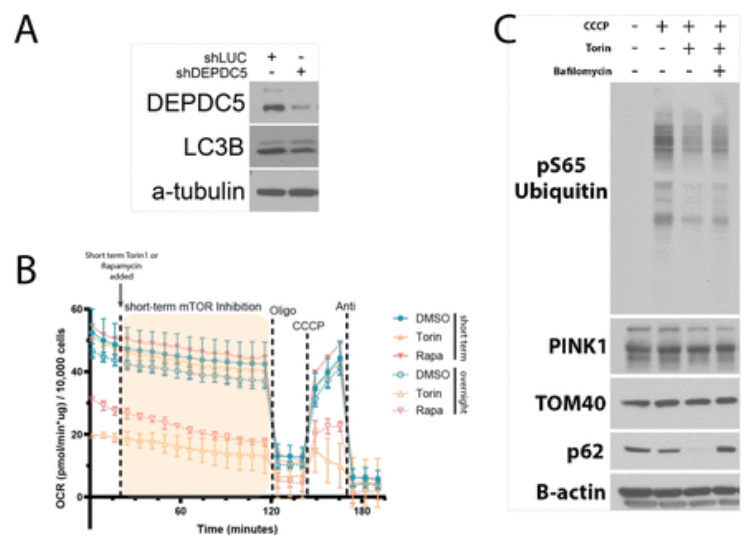 A
shLUC + -
shDEPDC5 - +
DEPDC5
LC3B
a-tubulin
B
Short term Torin1 or
Rapamycin
added
short-term mTOR Inhibition
Oligo
CCCP
Anti
OCR (pmol/min*ug) / 10,000 cells
60
40
20
0
60
120
180
Time (minutes)
DMSO
Torin
Rapa
short term
DMSO
Torin
Rapa
overnight
C
CCCP - + + +
Torin - - + +
Bafilomycin - - - +
pS65
Ubiquitin
PINK1
TOM40
p62
B-actin